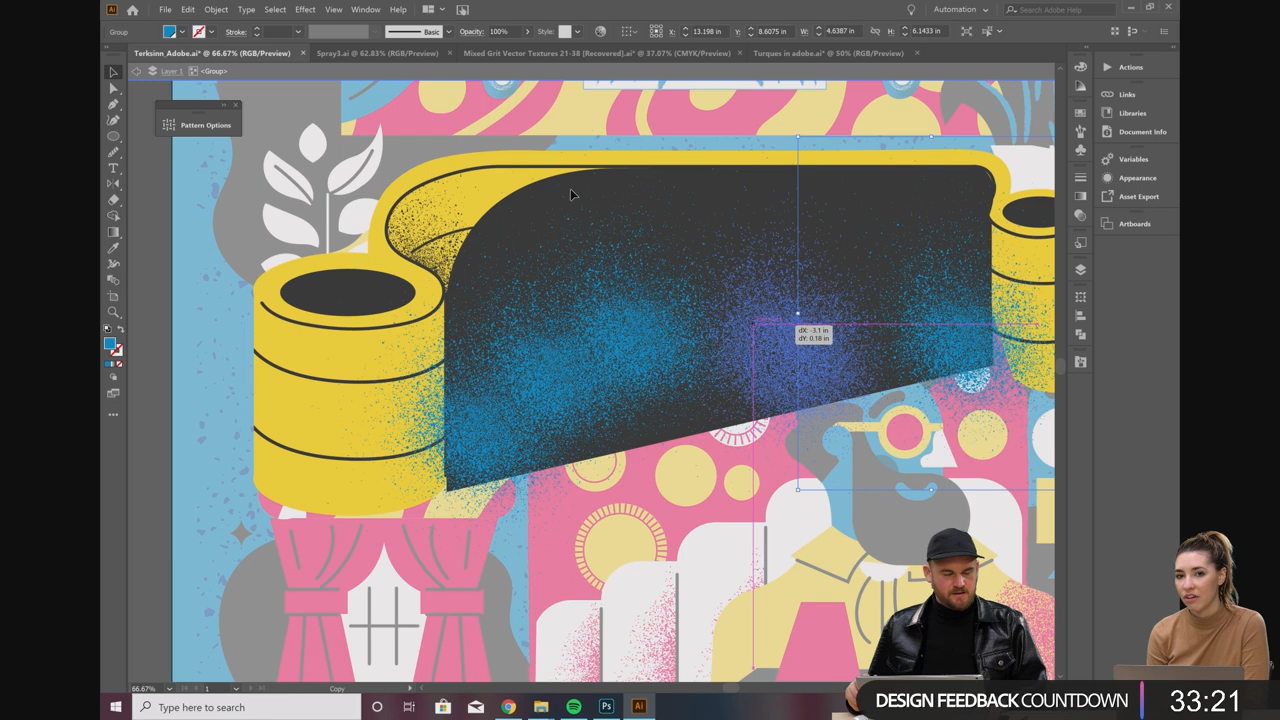 Ai File Edit Object Type Select Effect View Window Help Automation Search Adobe Help
Group Stroke: Basic Opacity: 100% Style: X: 13.198 in Y: 8.6075 in W: 4.6387 in H: 6.1433 in
Terksinn_Adobe.ai* @ 66.67% (RGB/Preview) × Spray3.ai @ 62.83% (RGB/Preview) × Mixed Grit Vector Textures 21-38 [Recovered].ai* @ 37.07% (CMYK/Preview) × Turques in adobe.ai* @ 50% (RGB/Preview) ×
Layer 1 <Group>
Actions
Links
Libraries
Document Info
Variables
Appearance
Asset Export
Artboards
Pattern Options
dX: -3.1 in
dY: 0.18 in
66.67% 1 Copy
Type here to search
Ps Ai
DESIGN FEEDBACK COUNTDOWN 33:21